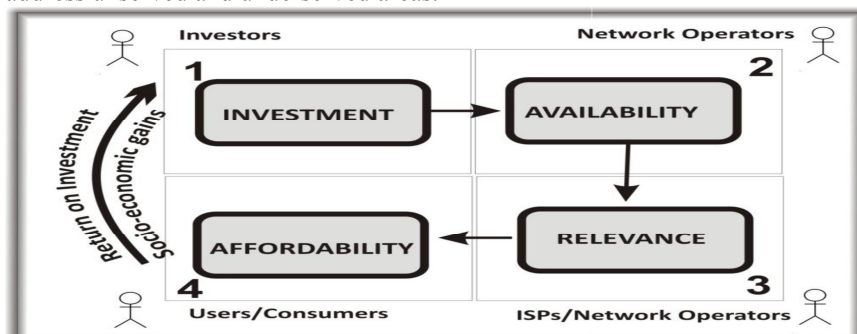 Investors
Network Operators
1
2
INVESTMENT
AVAILABILITY
Return on Investment
Socio-economic gains
AFFORDABILITY
RELEVANCE
4
3
Users/Consumers
ISPs/Network Operators